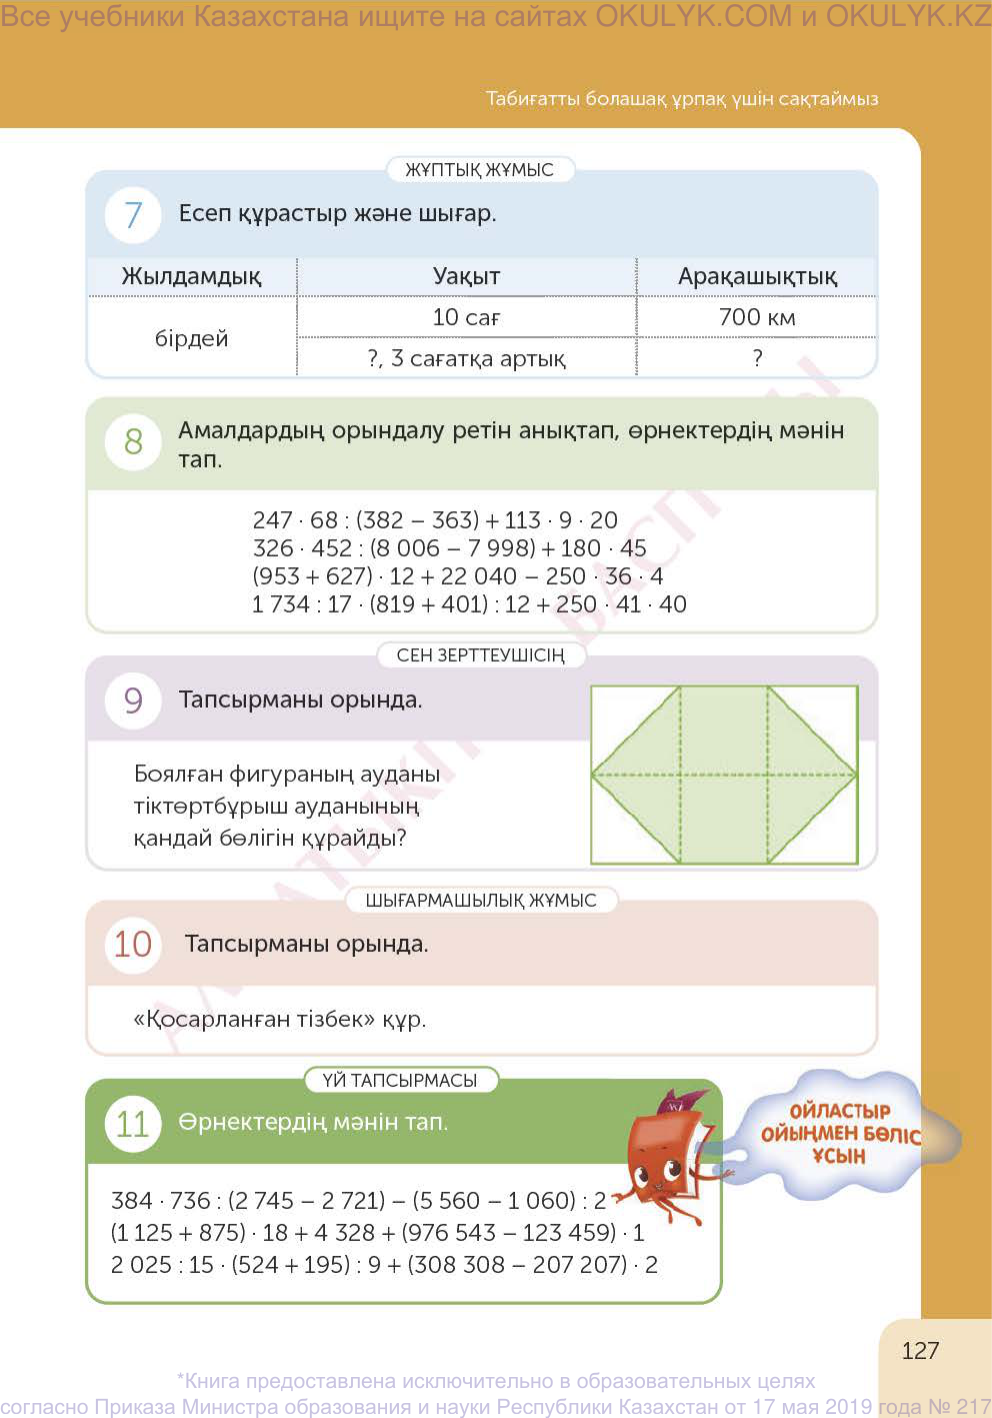 Все учебники Казахстана ищите на сайтах OKULYK.COM и OKULYK.KZ
Табиғатты болашақ ұрпақ үшін сақтаймыз
ЖҰПТЫҚ ЖҰМЫС
7 Есеп құрастыр және шығар.
Жылдамдық Уақыт Арақашықтық
бірдей
10 сағ 700 км
?, 3 сағатқа артық ?
8 Амалдардың орындалу ретін анықтап, өрнектердің мәнін
тап.
247 · 68 : (382 – 363) + 113 · 9 · 20
326 · 452 : (8 006 – 7 998) + 180 · 45
(953 + 627) · 12 + 22 040 – 250 · 36 · 4
1 734 : 17 · (819 + 401) : 12 + 250 · 41 · 40
СЕН ЗЕРТТЕУШІСІҢ
9 Тапсырманы орында.
Боялған фигураның ауданы
тіктөртбұрыш ауданының
қандай бөлігін құрайды?
ШЫҒАРМАШЫЛЫҚ ЖҰМЫС
10 Тапсырманы орында.
«Қосарланған тізбек» құр.
ҮЙ ТАПСЫРМАСЫ
11 Өрнектердің мәнін тап.
ОЙЛАСТЫР
ОЙЫҢМЕН БӨЛІС
ҰСЫН
384 · 736 : (2 745 – 2 721) – (5 560 – 1 060) : 2
(1 125 + 875) · 18 + 4 328 + (976 543 – 123 459) · 1
2 025 : 15 · (524 + 195) : 9 + (308 308 – 207 207) · 2
127
*Книга предоставлена исключительно в образовательных целях
согласно Приказа Министра образования и науки Республики Казахстан от 17 мая 2019 года № 217